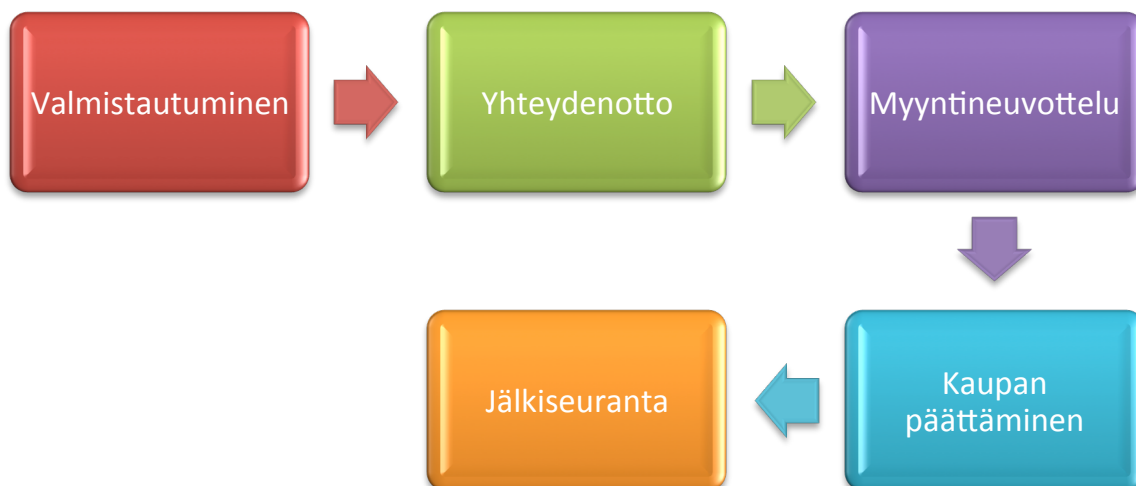 Valmistautuminen
Yhteydenotto
Myyntineuvottelu
Kaupan
päättäminen
Jälkiseuranta